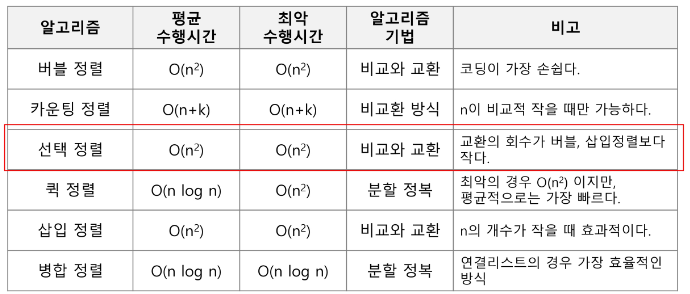 알고리즘 평균 수행시간 최악 수행시간 알고리즘 기법 비고
버블 정렬 O(n²) O(n²) 비교와 교환 코딩이 가장 손쉽다.
카운팅 정렬 O(n+k) O(n+k) 비교환 방식 n이 비교적 작을 때만 가능하다.
선택 정렬 O(n²) O(n²) 비교와 교환 교환의 회수가 버블, 삽입정렬보다
작다.
퀵 정렬 O(n log n) O(n²) 분할 정복 최악의 경우 O(n²) 이지만,
평균적으로는 가장 빠르다.
삽입 정렬 O(n²) O(n²) 비교와 교환 n의 개수가 작을 때 효과적이다.
병합 정렬 O(n log n) O(n log n) 분할 정복 연결리스트의 경우 가장 효율적인
방식